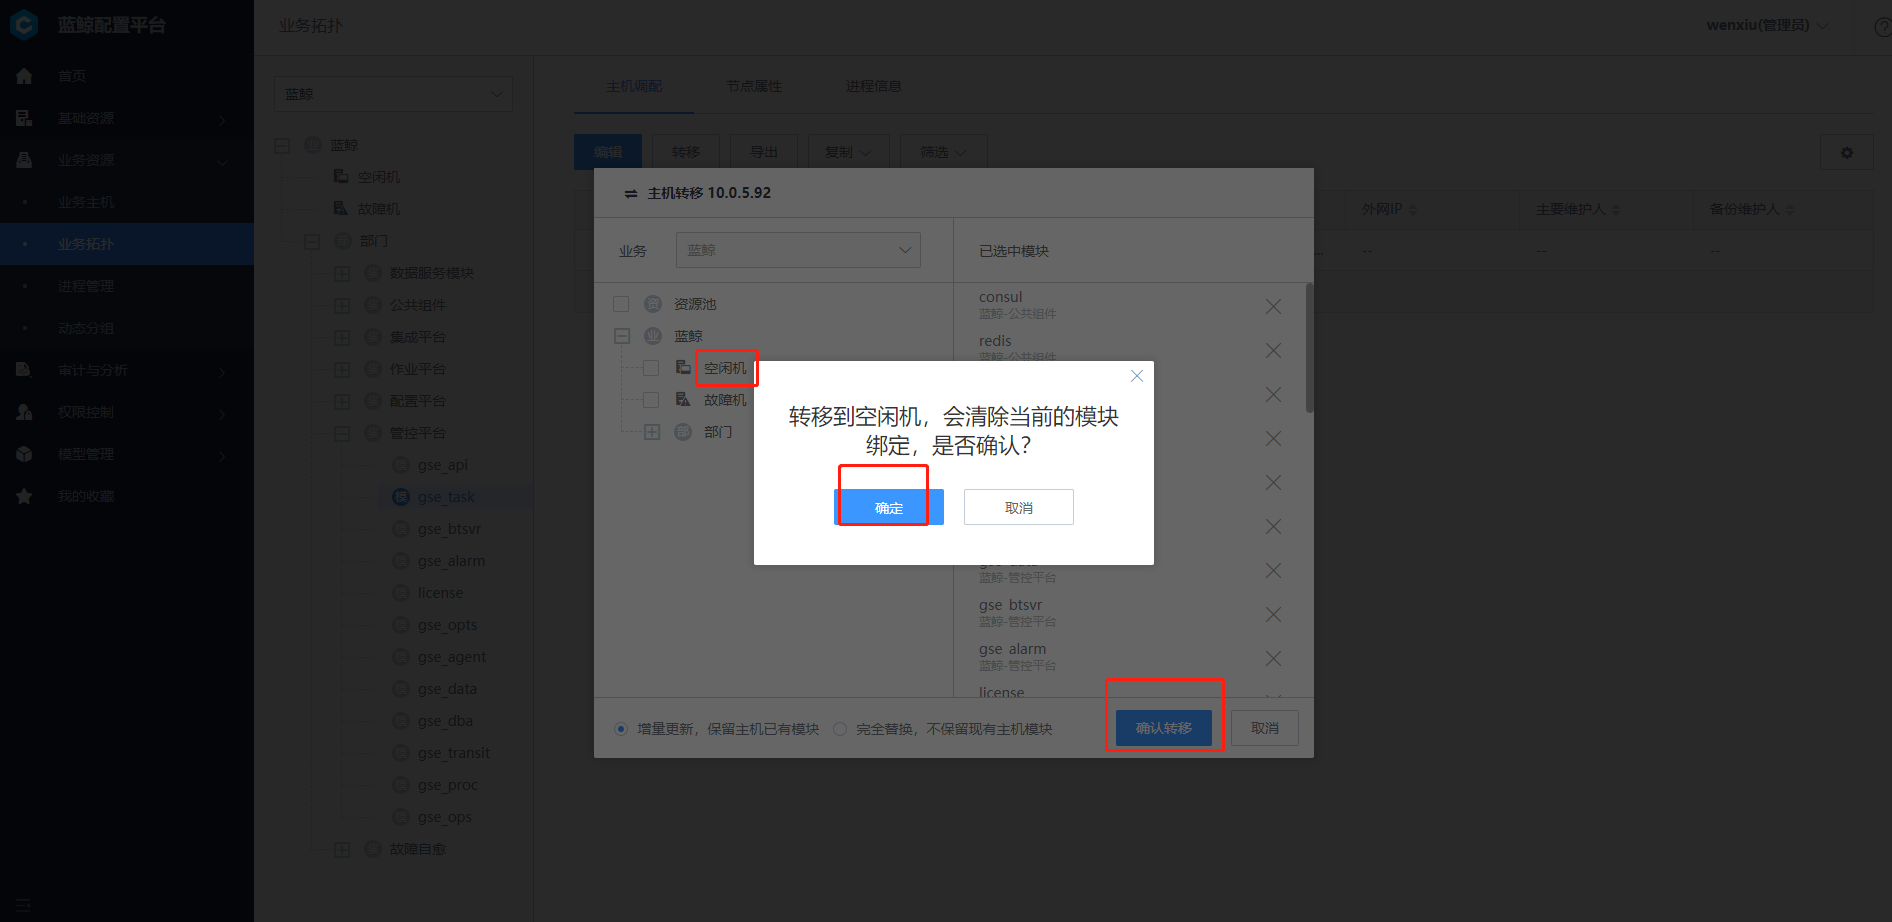 蓝鲸配置平台
首页
基础资源
业务资源
业务主机
业务拓扑
进程管理
动态分组
审计与分析
权限控制
模型管理
我的收藏
业务拓扑
wenxiu(管理员)
蓝鲸
业 蓝鲸
空闲机
故障机
部门
数据服务模块
公共组件
集成平台
作业平台
配置平台
管控平台
gse_api
模 gse_task
gse_btsvr
gse_alarm
license
gse_opts
gse_agent
gse_data
gse_dba
gse_transit
gse_proc
gse_ops
故障自愈
主机调配 节点属性 进程信息
编辑 转移 导出 复制 筛选
外网IP 主要维护人 备份维护人
... -- -- --
主机转移 10.0.5.92
业务 蓝鲸
资 资源池
业 蓝鲸
空闲机
故障机
部 部门
已选中模块
consul
蓝鲸-公共组件
redis
蓝鲸-公共组件
蓝鲸-管控平台
gse_btsvr
蓝鲸-管控平台
gse_alarm
蓝鲸-管控平台
license
转移到空闲机，会清除当前的模块
绑定，是否确认？
确定 取消
增量更新，保留主机已有模块 完全替换，不保留现有主机模块
确认转移 取消